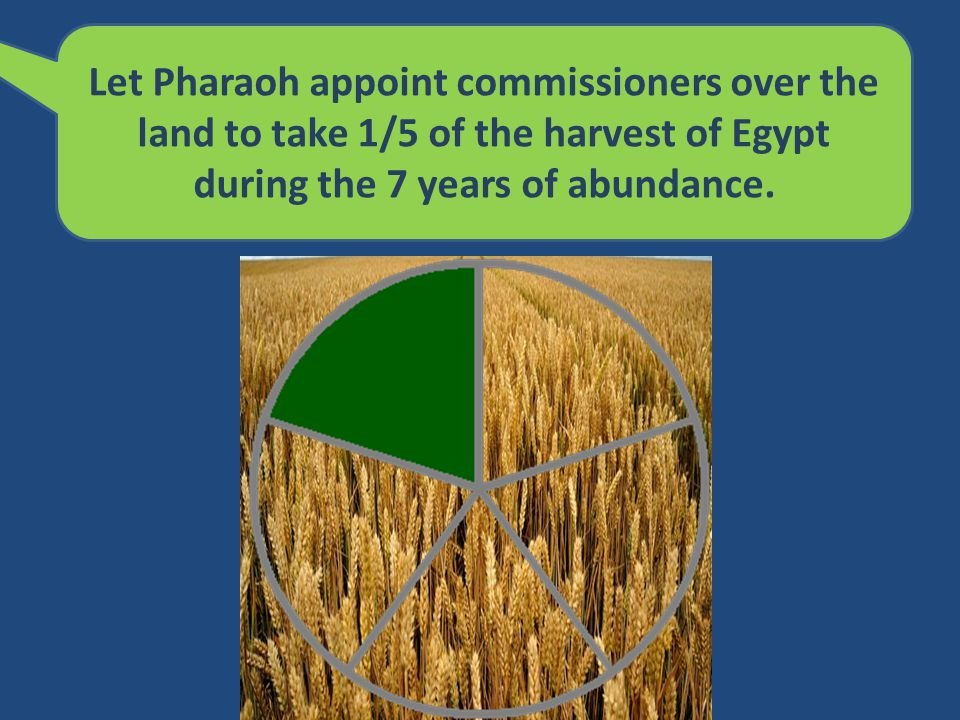 Let Pharaoh appoint commissioners over the
land to take 1/5 of the harvest of Egypt
during the 7 years of abundance.